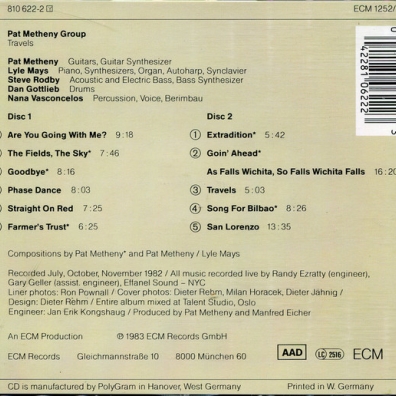 810 622-2
ECM 1252/
Pat Metheny Group
Travels
Pat Metheny Guitars, Guitar Synthesizer
Lyle Mays Piano, Synthesizers, Organ, Autoharp, Synclavier
Steve Rodby Acoustic and Electric Bass, Bass Synthesizer
Dan Gottlieb Drums
Nana Vasconcelos Percussion, Voice, Berimbau
0
42281 06222
3
Disc 1
Are You Going With Me? 9:18
The Fields, The Sky* 7:46
Goodbye* 8:16
Phase Dance 8:03
Straight On Red 7:25
Farmer's Trust* 6:25
Disc 2
1 Extradition* 5:42
2 Goin' Ahead*
As Falls Wichita, So Falls Wichita Falls 16:20
3 Travels 5:03
4 Song For Bilbao* 8:26
5 San Lorenzo 13:35
Compositions by Pat Metheny* and Pat Metheny / Lyle Mays
Recorded July, October, November 1982 / All music recorded live by Randy Ezratty (engineer),
Gary Geller (assist. engineer), Effanel Sound – NYC
Liner photos: Ron Pownall / Cover photos: Dieter Rehm, Milan Horacek, Dieter Jähnig /
Design: Dieter Rehm / Entire album mixed at Talent Studio, Oslo
Engineer: Jan Erik Kongshaug / Produced by Pat Metheny and Manfred Eicher
An ECM Production ℗ 1983 ECM Records GmbH
ECM Records Gleichmannstraße 10 8000 München 60
AAD
LC 2516
ECM
CD is manufactured by PolyGram in Hanover, West Germany
Printed in W. Germany